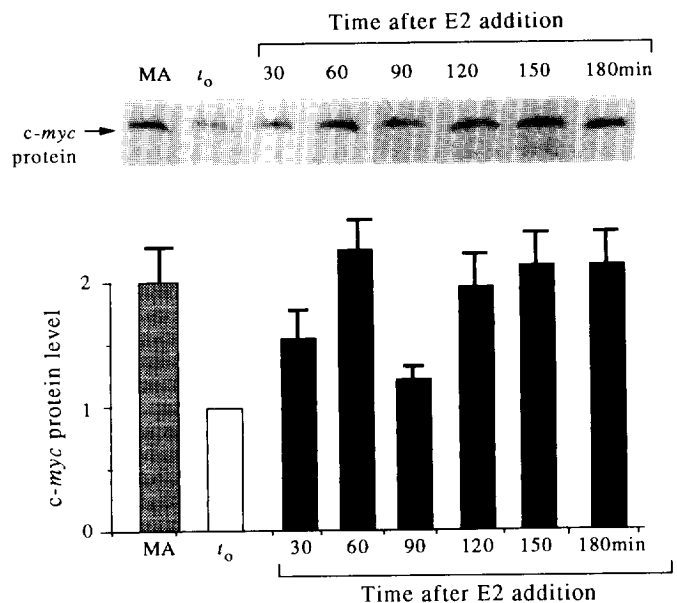 Time after E2 addition
MA t₀ 30 60 90 120 150 180min
c-myc
protein
c-myc protein level
2
1
0
MA t₀ 30 60 90 120 150 180min
Time after E2 addition